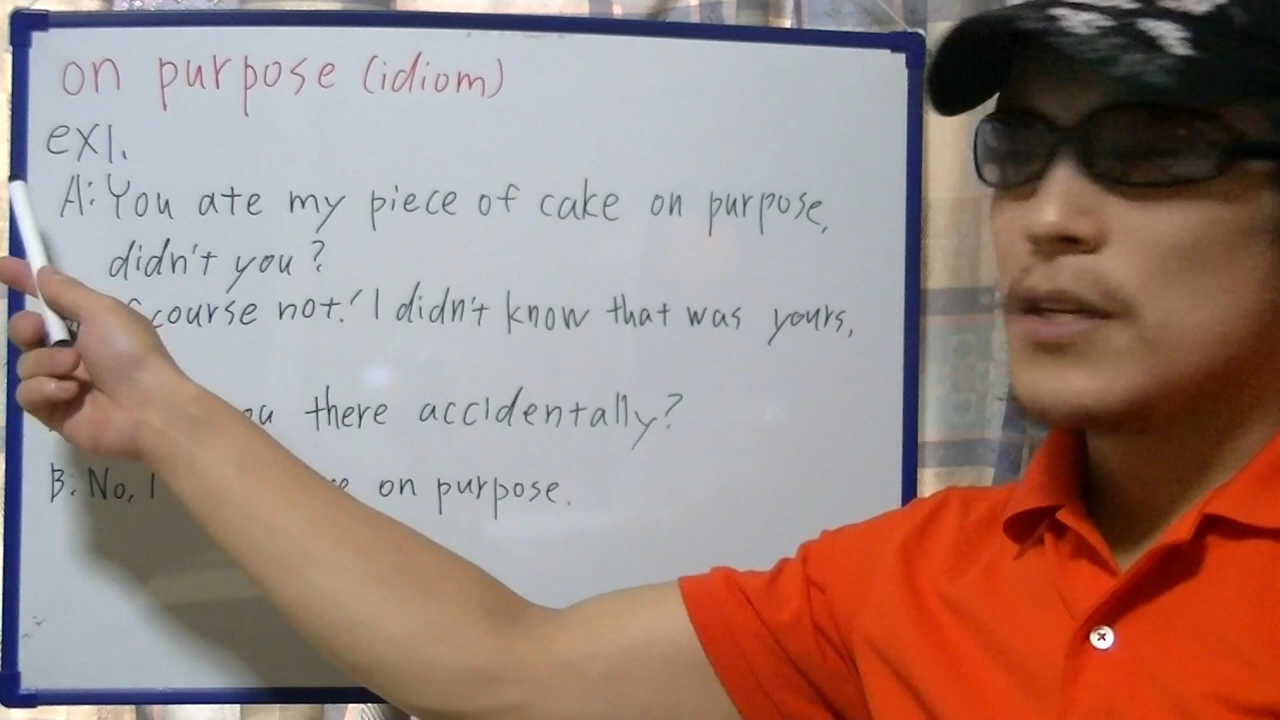 on purpose (idiom)
ex1.
A: You ate my piece of cake on purpose,
didn't you?
course not! I didn't know that was yours,
there accidentally?
B: No, I on purpose.